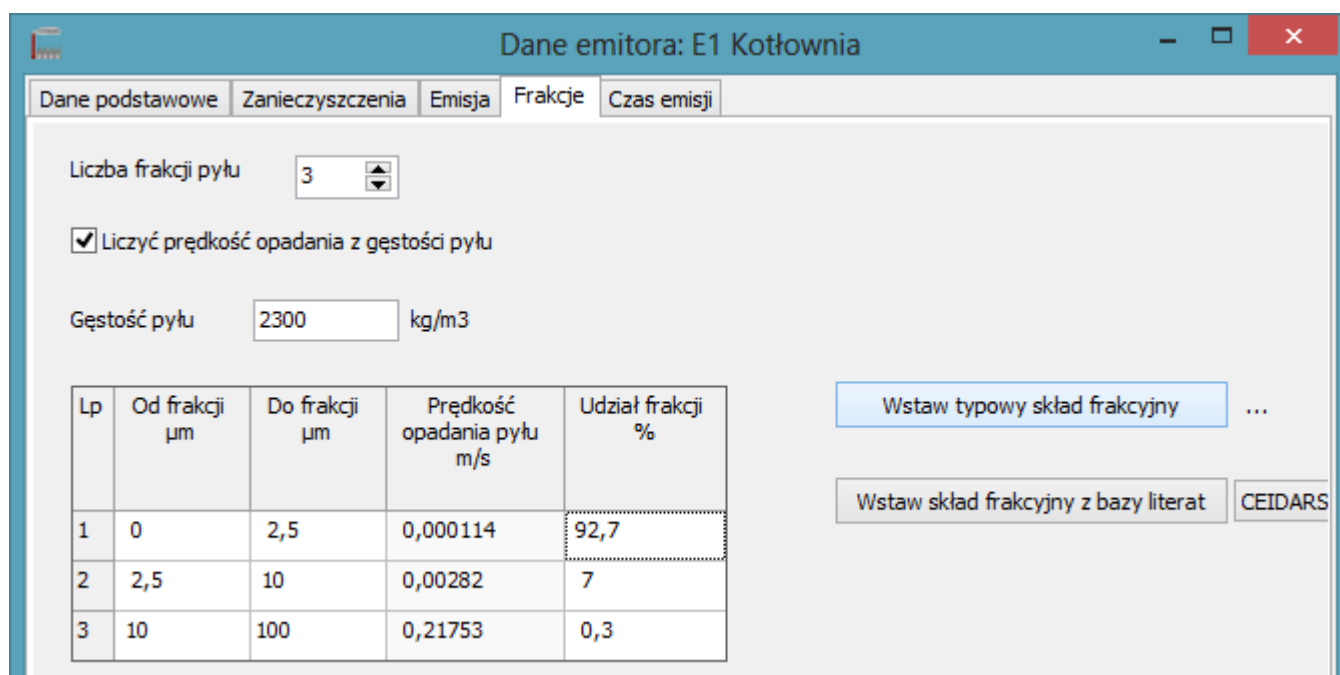 Dane emitora: E1 Kotłownia
Dane podstawowe Zanieczyszczenia Emisja Frakcje Czas emisji
Liczba frakcji pyłu 3
Liczyć prędkość opadania z gęstości pyłu
Gęstość pyłu 2300 kg/m3
Lp Od frakcji µm Do frakcji µm Prędkość opadania pyłu m/s Udział frakcji %
1 0 2,5 0,000114 92,7
2 2,5 10 0,00282 7
3 10 100 0,21753 0,3
Wstaw typowy skład frakcyjny ...
Wstaw skład frakcyjny z bazy literat CEIDARS